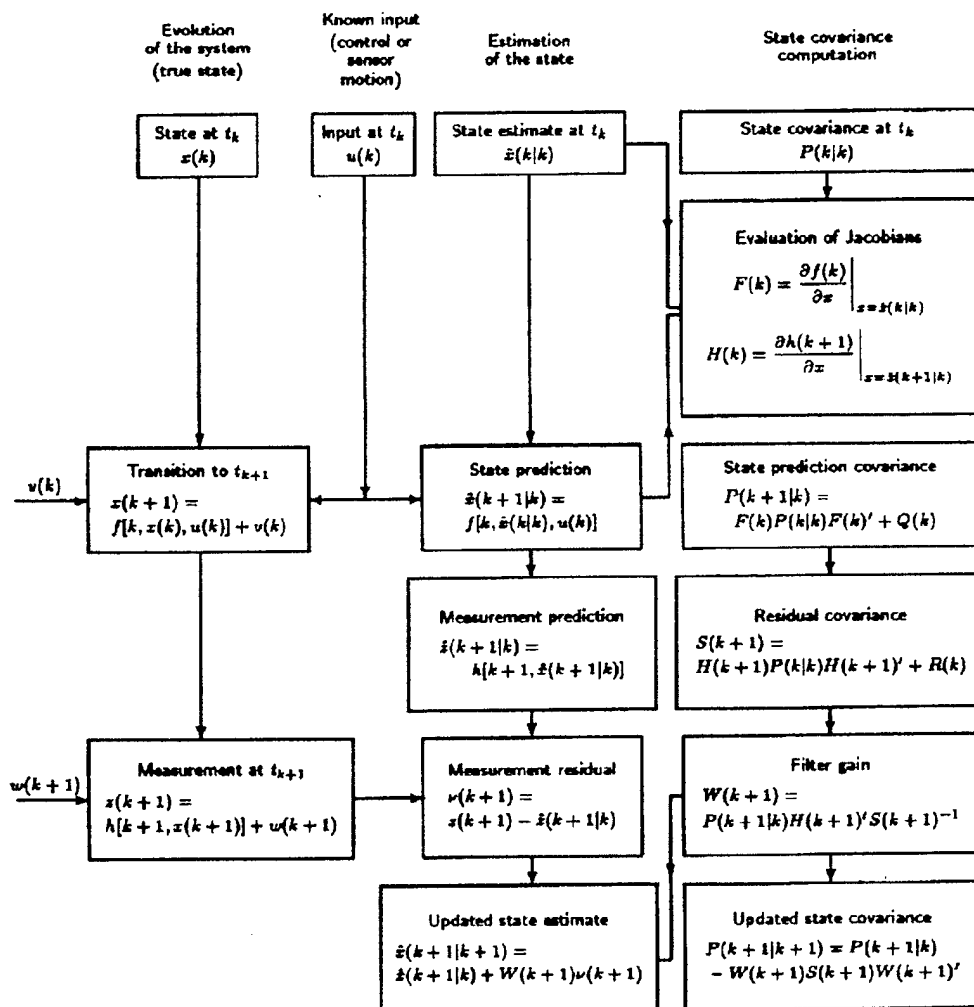 Evolution
of the system
(true state)
Known input
(control or
sensor
motion)
Estimation
of the state
State covariance
computation
State at t_k
x(k)
Input at t_k
u(k)
State estimate at t_k
x̂(k|k)
State covariance at t_k
P(k|k)
Evaluation of Jacobians
F(k) = ∂f(k)/∂x |x=x̂(k|k)
H(k) = ∂h(k + 1)/∂x |x=x̂(k+1|k)
v(k)
Transition to t_{k+1}
x(k + 1) =
f[k, x(k), u(k)] + v(k)
State prediction
x̂(k + 1|k) =
f[k, x̂(k|k), u(k)]
State prediction covariance
P(k + 1|k) =
F(k)P(k|k)F(k)′ + Q(k)
Measurement prediction
ẑ(k + 1|k) =
h[k + 1, x̂(k + 1|k)]
Residual covariance
S(k + 1) =
H(k + 1)P(k|k)H(k + 1)′ + R(k)
w(k + 1)
Measurement at t_{k+1}
z(k + 1) =
h[k + 1, x(k + 1)] + w(k + 1)
Measurement residual
ν(k + 1) =
z(k + 1) − ẑ(k + 1|k)
Filter gain
W(k + 1) =
P(k + 1|k)H(k + 1)′S(k + 1)⁻¹
Updated state estimate
x̂(k + 1|k + 1) =
x̂(k + 1|k) + W(k + 1)ν(k + 1)
Updated state covariance
P(k + 1|k + 1) = P(k + 1|k)
− W(k + 1)S(k + 1)W(k + 1)′